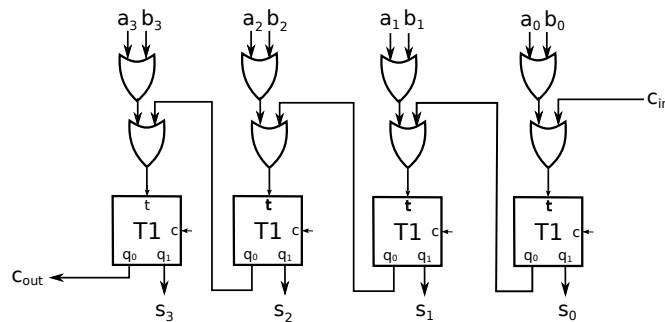 a3 b3 a2 b2 a1 b1 a0 b0
cin
t t t t
T1 c T1 c T1 c T1 c
q0 q1 q0 q1 q0 q1 q0 q1
cout
s3 s2 s1 s0